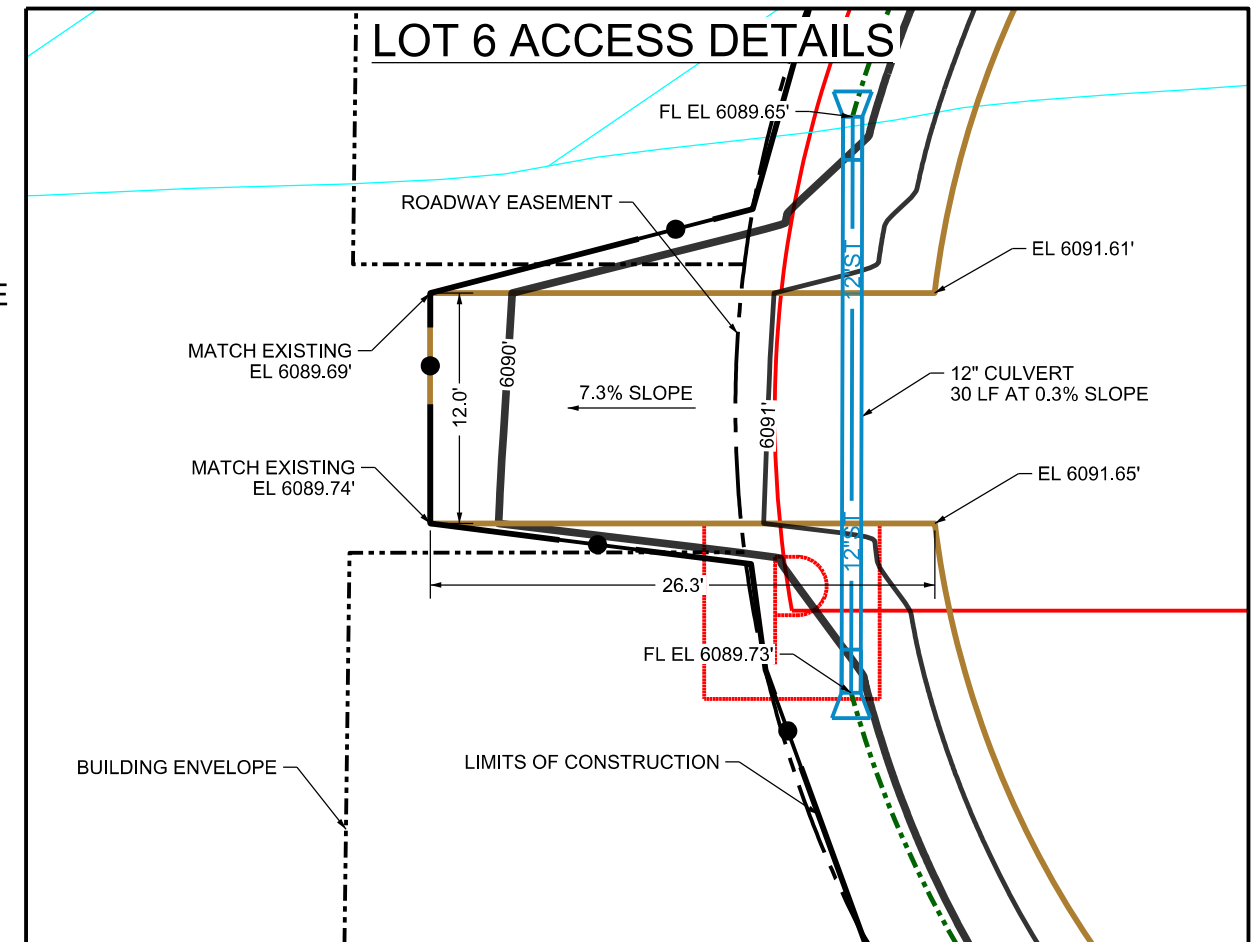 LOT 6 ACCESS DETAILS
FL EL 6089.65'
ROADWAY EASEMENT
12"ST
EL 6091.61'
MATCH EXISTING
EL 6089.69'
6090'
12.0'
7.3% SLOPE
6091'
12" CULVERT
30 LF AT 0.3% SLOPE
MATCH EXISTING
EL 6089.74'
EL 6091.65'
12"ST
26.3'
FL EL 6089.73'
BUILDING ENVELOPE
LIMITS OF CONSTRUCTION